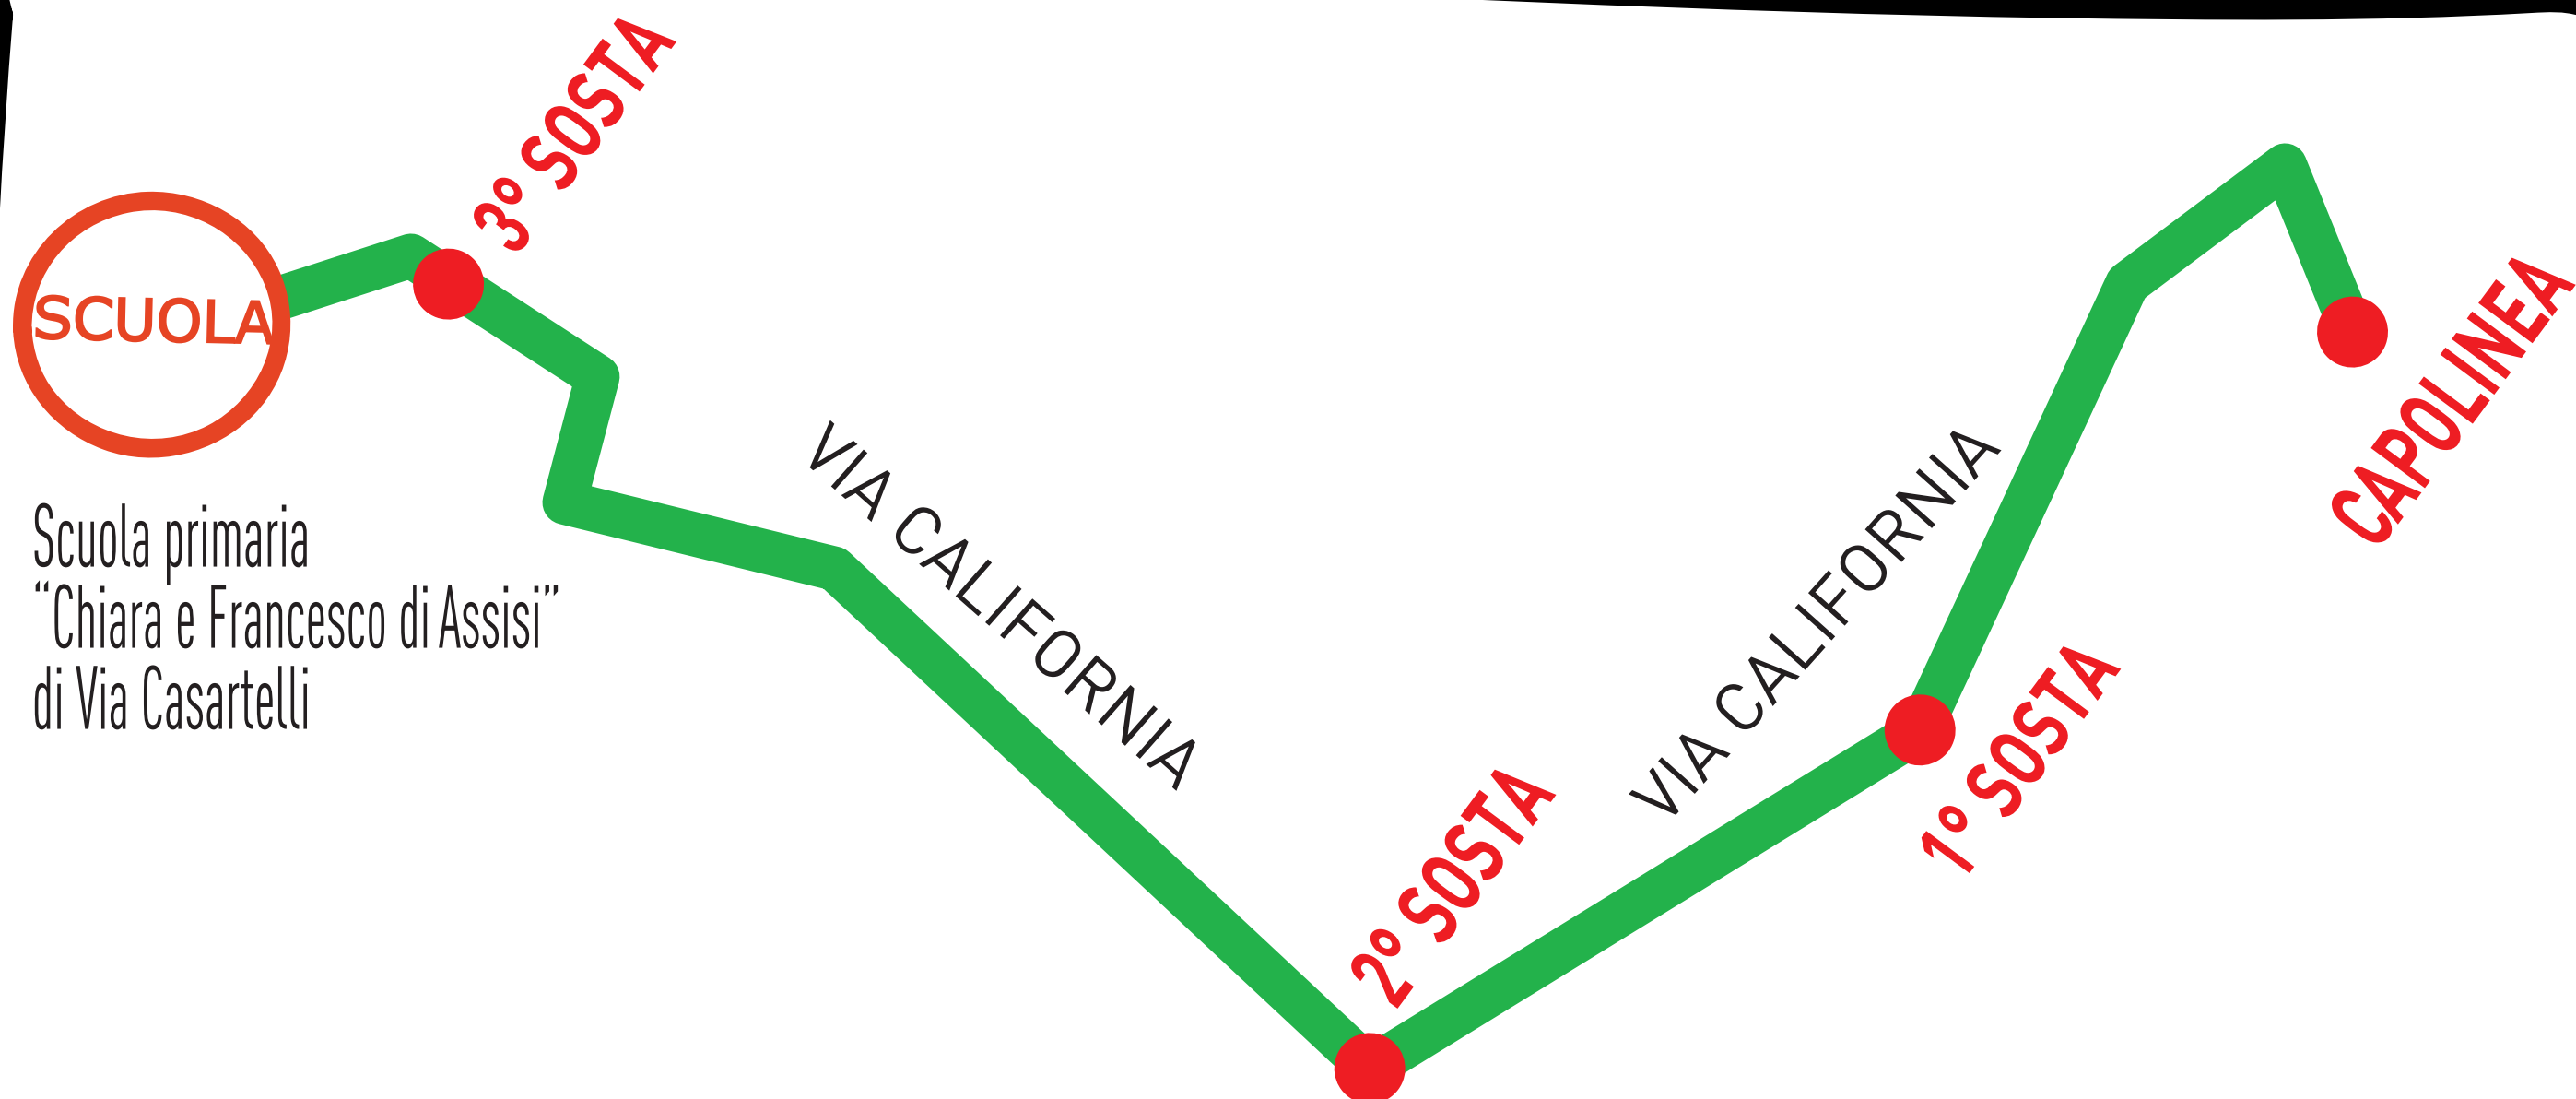 3° SOSTA
SCUOLA
Scuola primaria
“Chiara e Francesco di Assisi”
di Via Casartelli
VIA CALIFORNIA
2° SOSTA
VIA CALIFORNIA
1° SOSTA
CAPOLINEA